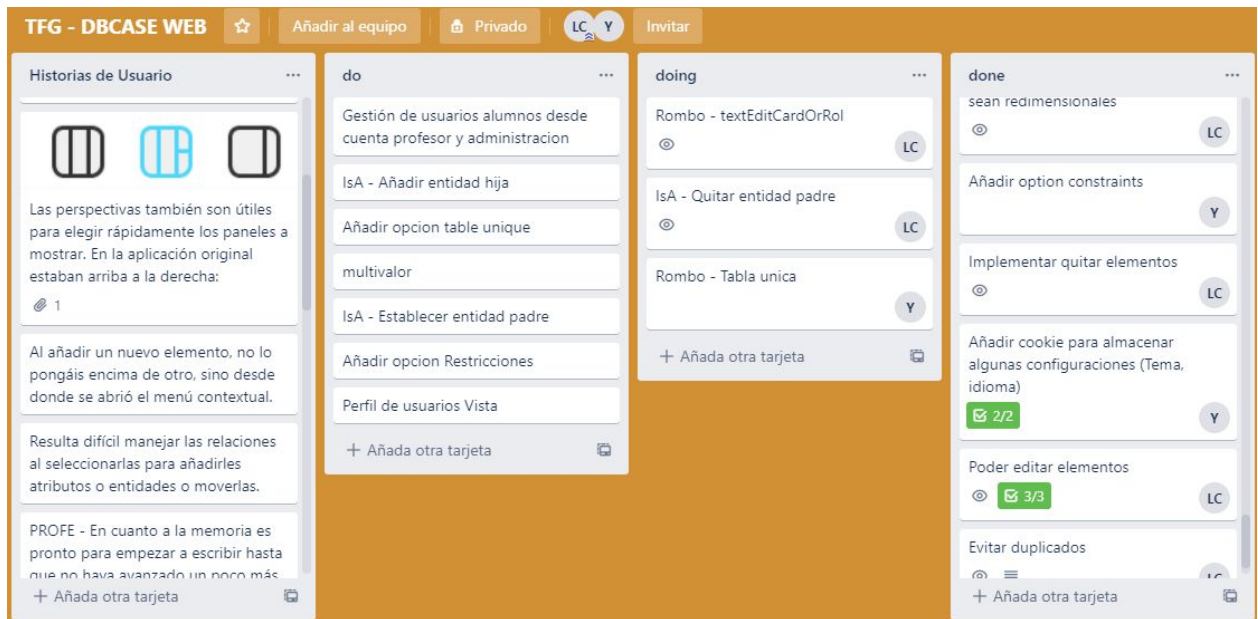 TFG - DBCASE WEB
Añadir al equipo
Privado
LC
Y
Invitar
Historias de Usuario
Las perspectivas también son útiles
para elegir rápidamente los paneles a
mostrar. En la aplicación original
estaban arriba a la derecha:
1
Al añadir un nuevo elemento, no lo
pongáis encima de otro, sino desde
donde se abrió el menú contextual.
Resulta difícil manejar las relaciones
al seleccionarlas para añadirles
atributos o entidades o moverlas.
PROFE - En cuanto a la memoria es
pronto para empezar a escribir hasta
que no haya avanzado un poco más
+ Añada otra tarjeta
do
Gestión de usuarios alumnos desde
cuenta profesor y administracion
IsA - Añadir entidad hija
Añadir opcion table unique
multivalor
IsA - Establecer entidad padre
Añadir opcion Restricciones
Perfil de usuarios Vista
+ Añada otra tarjeta
doing
Rombo - textEditCardOrRol
LC
IsA - Quitar entidad padre
LC
Rombo - Tabla unica
Y
+ Añada otra tarjeta
done
sean redimensionales
LC
Añadir option constraints
Y
Implementar quitar elementos
LC
Añadir cookie para almacenar
algunas configuraciones (Tema,
idioma)
2/2
Y
Poder editar elementos
3/3
LC
Evitar duplicados
LC
+ Añada otra tarjeta